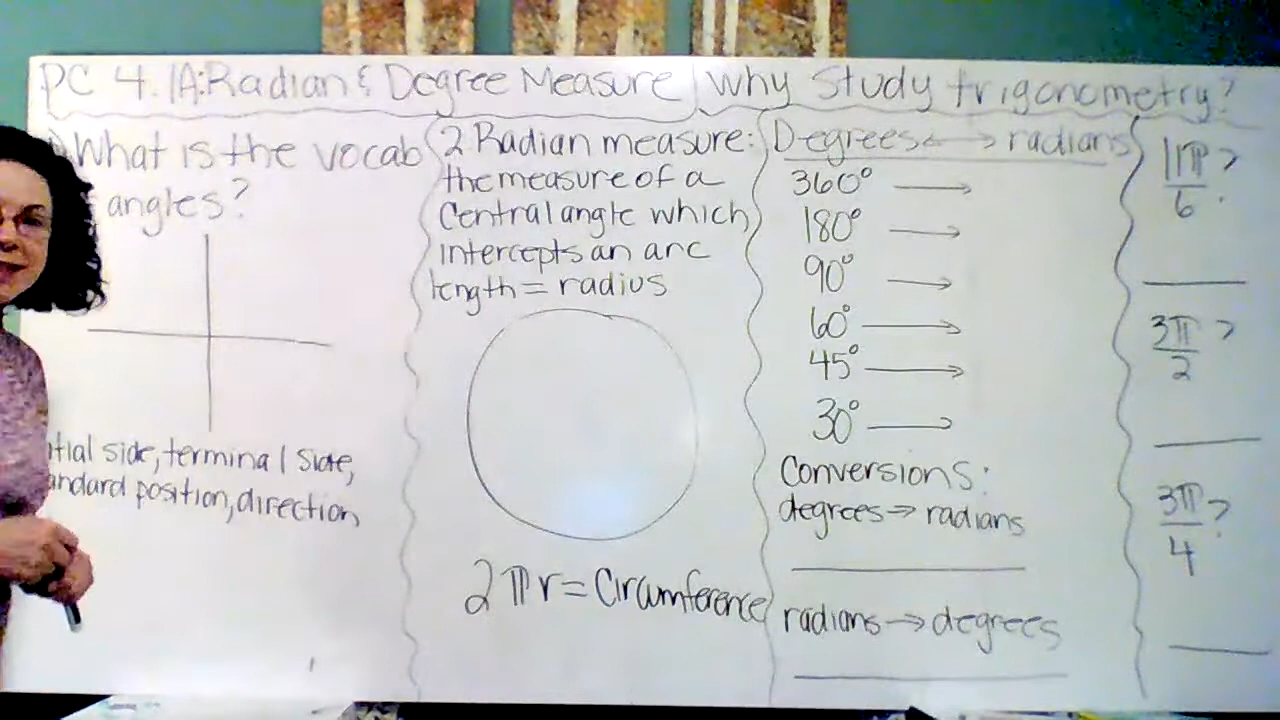 PC 4.1A: Radian & Degree Measure
Why study trigonometry?
What is the vocab
angles?
ntial side, terminal side,
andard position, direction
2 Radian measure:
the measure of a
Central angle which
intercepts an arc
length = radius
2πr = Circumference
Degrees ← → radians
360° →
180° →
90° →
60° →
45° →
30° →
Conversions:
degrees → radians
radians → degrees
11π/6 ?
3π/2 ?
3π/4 ?